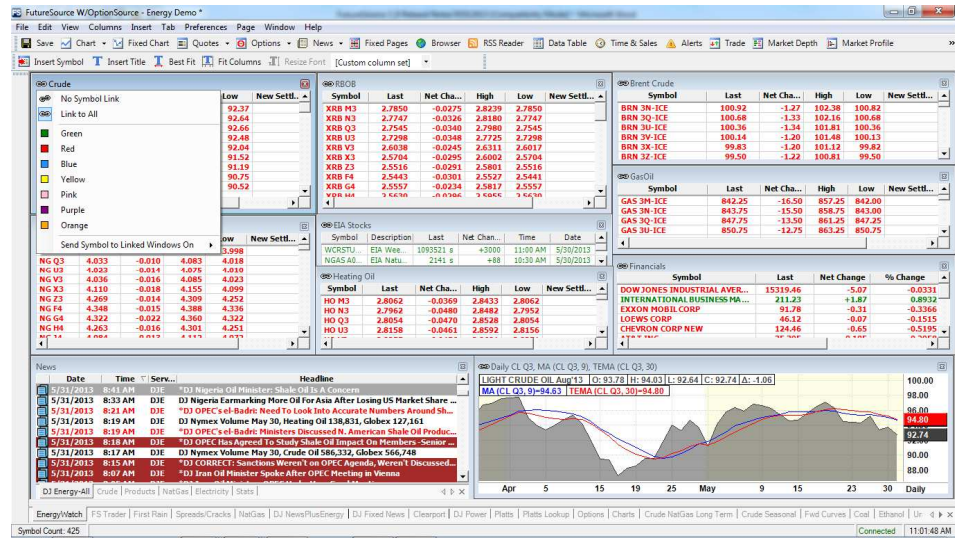 FutureSource W/OptionSource - Energy Demo *
File Edit View Columns Insert Tab Preferences Page Window Help
Save Chart Fixed Chart Quotes Options News Fixed Pages Browser RSS Reader Data Table Time & Sales Alerts Trade Market Depth Market Profile
Insert Symbol Insert Title Best Fit Fit Columns Resize Font [Custom column set]
Crude
Low New Settl...
92.37
92.64
92.66
92.48
92.04
91.52
91.19
90.75
90.52
No Symbol Link
Link to All
Green
Red
Blue
Yellow
Pink
Purple
Orange
Send Symbol to Linked Windows On
Low New Settl...
3.998
NG Q3 4.033 -0.010 4.083 4.018
NG U3 4.023 -0.014 4.075 4.010
NG V3 4.036 -0.016 4.085 4.023
NG X3 4.110 -0.018 4.155 4.099
NG Z3 4.269 -0.014 4.309 4.252
NG F4 4.348 -0.015 4.388 4.336
NG G4 4.322 -0.022 4.360 4.322
NG H4 4.263 -0.016 4.301 4.251
RBOB
Symbol Last Net Cha... High Low New Settl...
XRB M3 2.7850 -0.0275 2.8239 2.7850
XRB N3 2.7747 -0.0326 2.8180 2.7747
XRB Q3 2.7545 -0.0340 2.7980 2.7545
XRB U3 2.7298 -0.0348 2.7725 2.7298
XRB V3 2.6038 -0.0245 2.6311 2.6017
XRB X3 2.5704 -0.0295 2.6002 2.5704
XRB Z3 2.5516 -0.0291 2.5801 2.5516
XRB F4 2.5443 -0.0301 2.5527 2.5441
XRB G4 2.5557 -0.0234 2.5817 2.5557
XRB H4 2.5630 -0.0296 2.5955 2.5630
EIA Stocks
Symbol Description Last Net Chan... Time Date
WCRSTU... EIA Wee... 1093521 s +3000 11:00 AM 5/30/2013
NGAS A0... EIA Natu... 2141 s +88 10:30 AM 5/30/2013
Heating Oil
Symbol Last Net Cha... High Low New Settl...
HO M3 2.8062 -0.0369 2.8433 2.8062
HO N3 2.7962 -0.0480 2.8482 2.7952
HO Q3 2.8054 -0.0470 2.8528 2.8054
HO U3 2.8158 -0.0461 2.8592 2.8156
Brent Crude
Symbol Last Net Cha... High Low New Settl...
BRN 3N-ICE 100.92 -1.27 102.38 100.82
BRN 3Q-ICE 100.68 -1.33 102.16 100.68
BRN 3U-ICE 100.36 -1.34 101.81 100.36
BRN 3V-ICE 100.14 -1.20 101.48 100.13
BRN 3X-ICE 99.83 -1.20 101.12 99.82
BRN 3Z-ICE 99.50 -1.22 100.81 99.50
GasOil
Symbol Last Net Cha... High Low New Settl...
GAS 3M-ICE 842.25 -16.50 857.25 842.00
GAS 3N-ICE 843.75 -15.50 858.75 843.00
GAS 3Q-ICE 847.75 -13.50 861.25 847.25
GAS 3U-ICE 850.75 -12.75 863.25 850.75
Financials
Symbol Last Net Change % Change
DOW JONES INDUSTRIAL AVER... 15319.46 -5.07 -0.0331
INTERNATIONAL BUSINESS MA... 211.23 +1.87 0.8932
EXXON MOBIL CORP 91.78 -0.31 -0.3366
LOEWS CORP 46.12 -0.07 -0.1515
CHEVRON CORP NEW 124.46 -0.65 -0.5195
News
Date Time Serv... Headline
5/31/2013 8:41 AM DJE *DJ Nigeria Oil Minister: Shale Oil Is A Concern
5/31/2013 8:33 AM DJE DJ Nigeria Earmarking More Oil For Asia After Losing US Market Share ...
5/31/2013 8:21 AM DJE *DJ OPEC's el-Badri: Need To Look Into Accurate Numbers Around Sh...
5/31/2013 8:19 AM DJE DJ Nymex Volume May 30, Heating Oil 138,831, Globex 127,161
5/31/2013 8:19 AM DJE *DJ OPEC's el-Badri: Ministers Discussed N. American Shale Oil Produc...
5/31/2013 8:18 AM DJE *DJ OPEC Has Agreed To Study Shale Oil Impact On Members -Senior ...
5/31/2013 8:17 AM DJE DJ Nymex Volume May 30, Crude Oil 586,332, Globex 566,748
5/31/2013 8:15 AM DJE *DJ CORRECT: Sanctions Weren't on OPEC Agenda, Weren't Discussed...
5/31/2013 8:07 AM DJE *DJ Iran Oil Minister Spoke After OPEC Meeting in Vienna
DJ Energy-All Crude Products NatGas Electricity Stats
Daily CL Q3, MA (CL Q3, 9), TEMA (CL Q3, 30)
LIGHT CRUDE OIL Aug'13 O: 93.78 H: 94.03 L: 92.64 C: 92.74 Δ: -1.06
MA (CL Q3, 9)=94.63 TEMA (CL Q3, 30)=94.80
100.00
98.00
96.00
94.80
92.74
90.00
88.00
Apr 5 15 19 25 May 9 15 23 30 Daily
EnergyWatch FS Trader First Rain Spreads/Cracks NatGas DJ NewsPlusEnergy DJ Fixed News Clearport DJ Power Platts Platts Lookup Options Charts Crude NatGas Long Term Crude Seasonal Fwd Curves Coal Ethanol Ur
Symbol Count: 425 Connected 11:01:48 AM